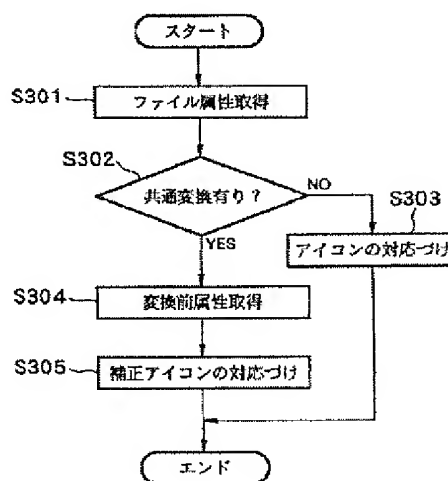 スタート
S301
ファイル属性取得
S302
共通変換有り?
NO
S303
YES
アイコンの対応づけ
S304
変換前属性取得
S305
補正アイコンの対応づけ
エンド